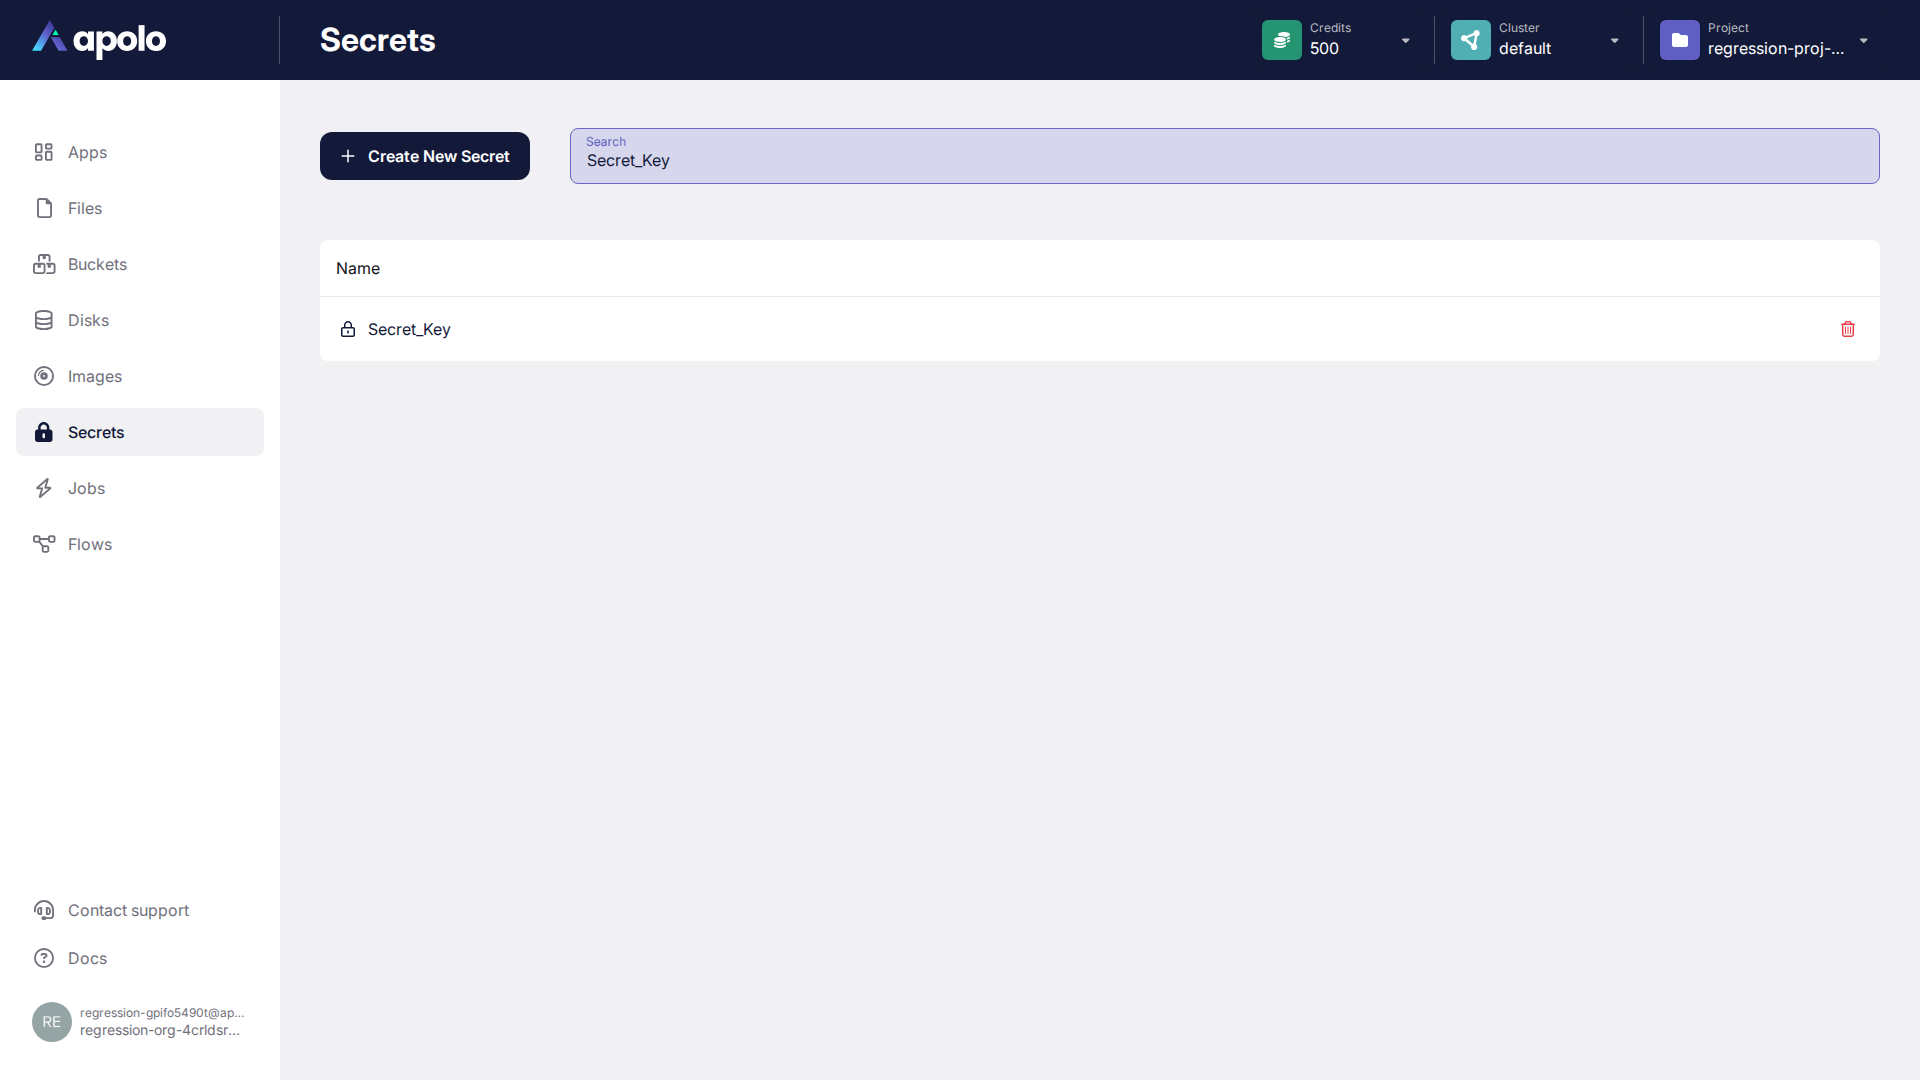 apolo
Secrets
Credits
500
Cluster
default
Project
regression-proj-...
Apps
Files
Buckets
Disks
Images
Secrets
Jobs
Flows
Contact support
Docs
RE
regression-gpifo5490t@ap...
regression-org-4crldsr...
Create New Secret
Search
Secret_Key
Name
Secret_Key